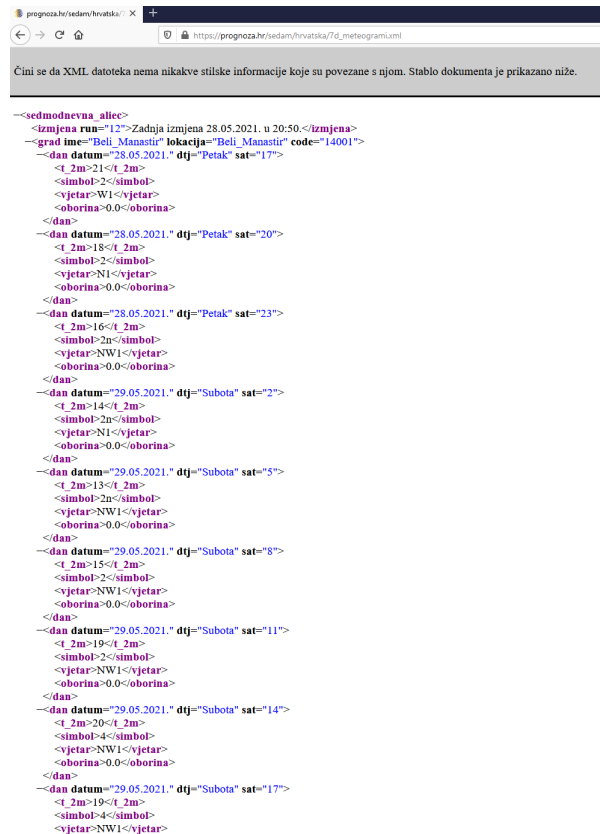 prognoza.hr/sedam/hrvatska/7
https://prognoza.hr/sedam/hrvatska/7d_meteogrami.xml
Čini se da XML datoteka nema nikakve stilske informacije koje su povezane s njom. Stablo dokumenta je prikazano niže.
−<sedmodnevna_aliec>
<izmjena run="12">Zadnja izmjena 28.05.2021. u 20:50.</izmjena>
−<grad ime="Beli_Manastir" lokacija="Beli_Manastir" code="14001">
−<dan datum="28.05.2021." dtj="Petak" sat="17">
<t_2m>21</t_2m>
<simbol>2</simbol>
<vjetar>W1</vjetar>
<oborina>0.0</oborina>
</dan>
−<dan datum="28.05.2021." dtj="Petak" sat="20">
<t_2m>18</t_2m>
<simbol>2</simbol>
<vjetar>N1</vjetar>
<oborina>0.0</oborina>
</dan>
−<dan datum="28.05.2021." dtj="Petak" sat="23">
<t_2m>16</t_2m>
<simbol>2n</simbol>
<vjetar>NW1</vjetar>
<oborina>0.0</oborina>
</dan>
−<dan datum="29.05.2021." dtj="Subota" sat="2">
<t_2m>14</t_2m>
<simbol>2n</simbol>
<vjetar>N1</vjetar>
<oborina>0.0</oborina>
</dan>
−<dan datum="29.05.2021." dtj="Subota" sat="5">
<t_2m>13</t_2m>
<simbol>2n</simbol>
<vjetar>NW1</vjetar>
<oborina>0.0</oborina>
</dan>
−<dan datum="29.05.2021." dtj="Subota" sat="8">
<t_2m>15</t_2m>
<simbol>2</simbol>
<vjetar>NW1</vjetar>
<oborina>0.0</oborina>
</dan>
−<dan datum="29.05.2021." dtj="Subota" sat="11">
<t_2m>19</t_2m>
<simbol>2</simbol>
<vjetar>NW1</vjetar>
<oborina>0.0</oborina>
</dan>
−<dan datum="29.05.2021." dtj="Subota" sat="14">
<t_2m>20</t_2m>
<simbol>4</simbol>
<vjetar>NW1</vjetar>
<oborina>0.0</oborina>
</dan>
−<dan datum="29.05.2021." dtj="Subota" sat="17">
<t_2m>19</t_2m>
<simbol>4</simbol>
<vjetar>NW1</vjetar>